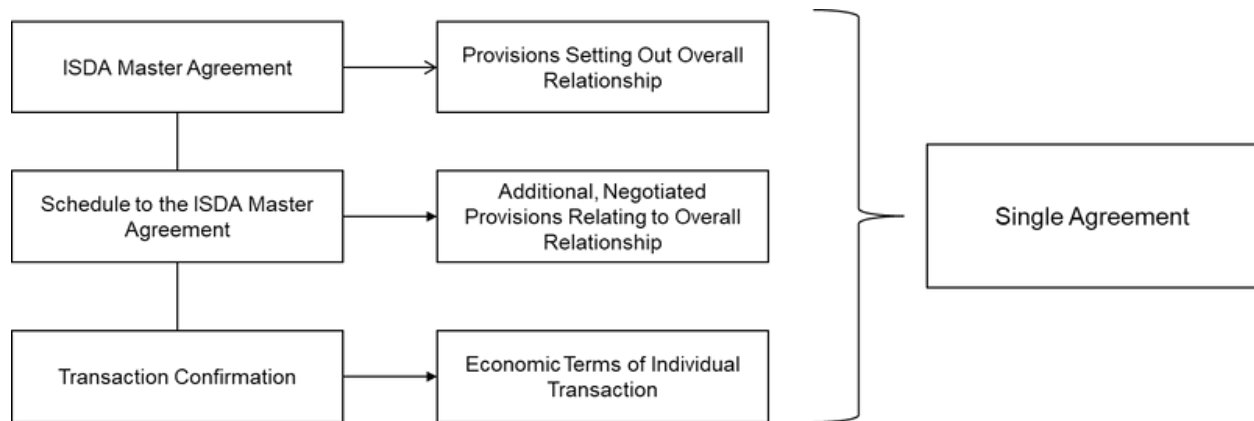 ISDA Master Agreement
Provisions Setting Out Overall
Relationship
Schedule to the ISDA Master
Agreement
Additional, Negotiated
Provisions Relating to Overall
Relationship
Single Agreement
Transaction Confirmation
Economic Terms of Individual
Transaction